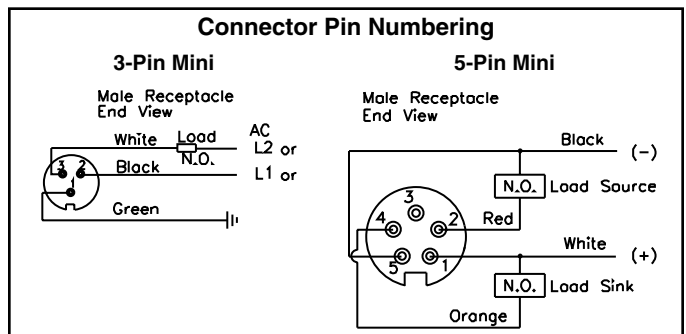 Connector Pin Numbering
3-Pin Mini
Male Receptacle
End View
White Load AC
N.O. L2 or
Black L1 or
3 2
1
Green
5-Pin Mini
Male Receptacle
End View
Black (-)
N.O. Load Source
Red
3
4 2
5 1
White (+)
N.O. Load Sink
Orange